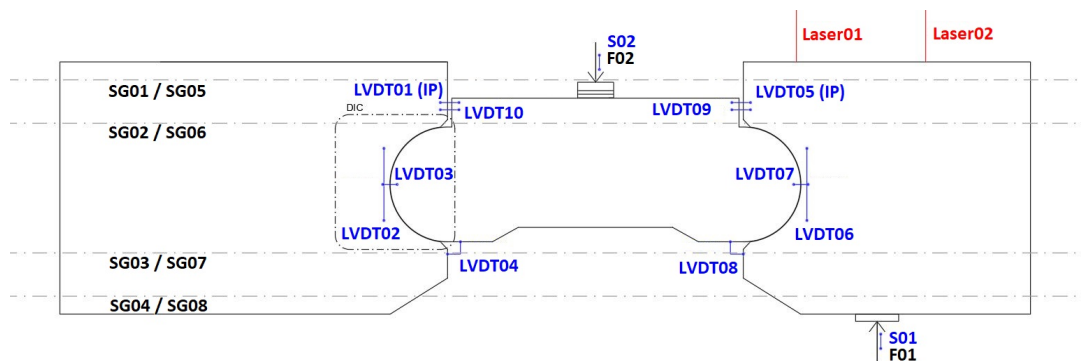 Laser01
Laser02
S02
F02
SG01 / SG05
LVDT01 (IP)
LVDT05 (IP)
DIC
LVDT10
LVDT09
SG02 / SG06
LVDT03
LVDT07
LVDT02
LVDT06
SG03 / SG07
LVDT04
LVDT08
SG04 / SG08
S01
F01